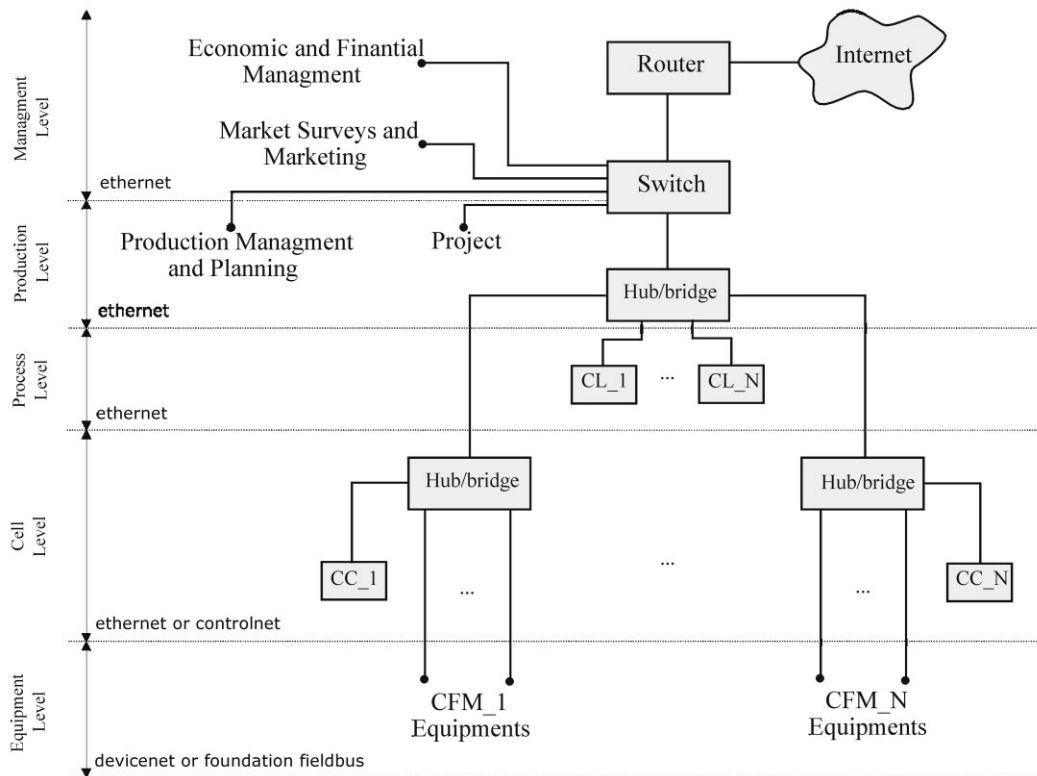 Economic and Finantial
Managment
Router
Internet
Managment
Level
Market Surveys and
Marketing
Switch
ethernet
Production Managment
and Planning
Project
Production
Level
Hub/bridge
ethernet
CL_1
...
CL_N
Process
Level
ethernet
Hub/bridge
Hub/bridge
Cell
Level
CC_1
...
...
...
CC_N
ethernet or controlnet
CFM_1
Equipments
CFM_N
Equipments
Equipment
Level
devicenet or foundation fieldbus